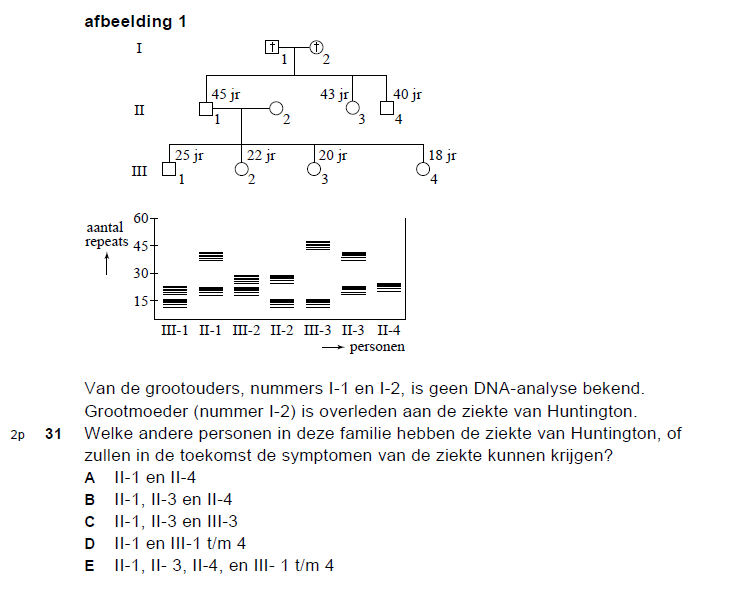 afbeelding 1
I
† 1 † 2
II
45 jr 43 jr 40 jr
1 2 3 4
III
25 jr 22 jr 20 jr 18 jr
1 2 3 4
aantal
repeats
60
45
30
15
III-1 II-1 III-2 II-2 III-3 II-3 II-4
→ personen
Van de grootouders, nummers I-1 en I-2, is geen DNA-analyse bekend.
Grootmoeder (nummer I-2) is overleden aan de ziekte van Huntington.
2p 31 Welke andere personen in deze familie hebben de ziekte van Huntington, of
zullen in de toekomst de symptomen van de ziekte kunnen krijgen?
A II-1 en II-4
B II-1, II-3 en II-4
C II-1, II-3 en III-3
D II-1 en III-1 t/m 4
E II-1, II- 3, II-4, en III- 1 t/m 4